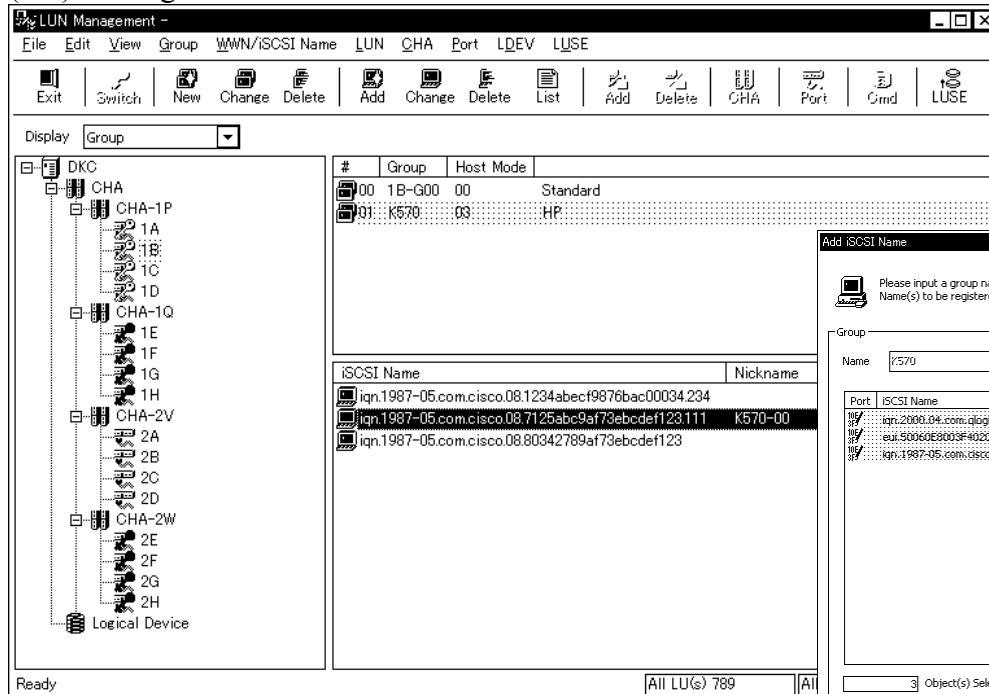 LUN Management -
File Edit View Group WWN/iSCSI Name LUN CHA Port LDEV LUSE
Exit Switch New Change Delete Add Change Delete List Add Delete CHA Port Cmd LUSE
Display Group
DKC
CHA
CHA-1P
1A
1B
1C
1D
CHA-1Q
1E
1F
1G
1H
CHA-2V
2A
2B
2C
2D
CHA-2W
2E
2F
2G
2H
Logical Device
# Group Host Mode
00 1B-G00 00 Standard
01 K570 03 HP
iSCSI Name Nickname
iqn.1987-05.com.cisco.08.1234abecf9876bac00034.234
iqn.1987-05.com.cisco.08.7125abc9af73ebcdef123.111 K570-00
iqn.1987-05.com.cisco.08.80342789af73ebcdef123
Add iSCSI Name
Please input a group na
Name(s) to be registere
Group
Name K570
Port iSCSI Name
iqn.2000.04.com.qlogi
eui.50060E8003F4020
iqn.1987-05.com.cisco
3 Object(s) Sele
Ready All LU(s) 789 All